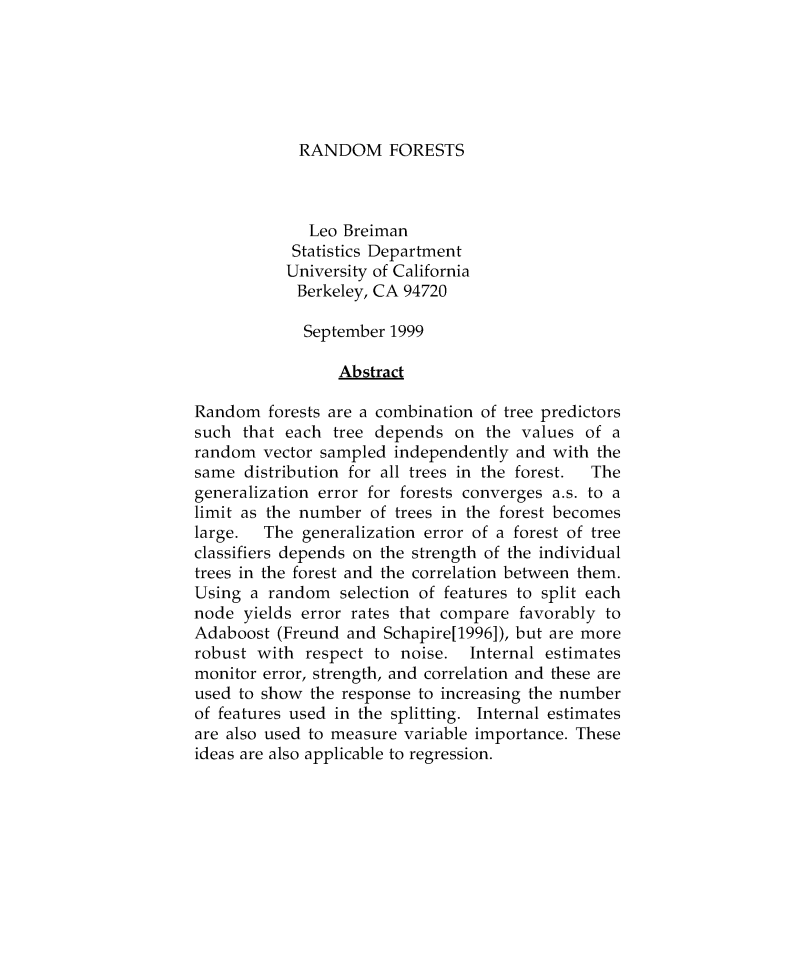 RANDOM FORESTS
Leo Breiman
Statistics Department
University of California
Berkeley, CA 94720
September 1999
Abstract
Random forests are a combination of tree predictors
such that each tree depends on the values of a
random vector sampled independently and with the
same distribution for all trees in the forest. The
generalization error for forests converges a.s. to a
limit as the number of trees in the forest becomes
large. The generalization error of a forest of tree
classifiers depends on the strength of the individual
trees in the forest and the correlation between them.
Using a random selection of features to split each
node yields error rates that compare favorably to
Adaboost (Freund and Schapire[1996]), but are more
robust with respect to noise. Internal estimates
monitor error, strength, and correlation and these are
used to show the response to increasing the number
of features used in the splitting. Internal estimates
are also used to measure variable importance. These
ideas are also applicable to regression.